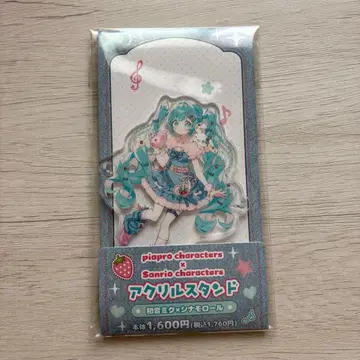 piapro characters
×
Sanrio characters
アクリルスタンド
初音ミク×シナモロール
本体1,600円(税込1,760円)